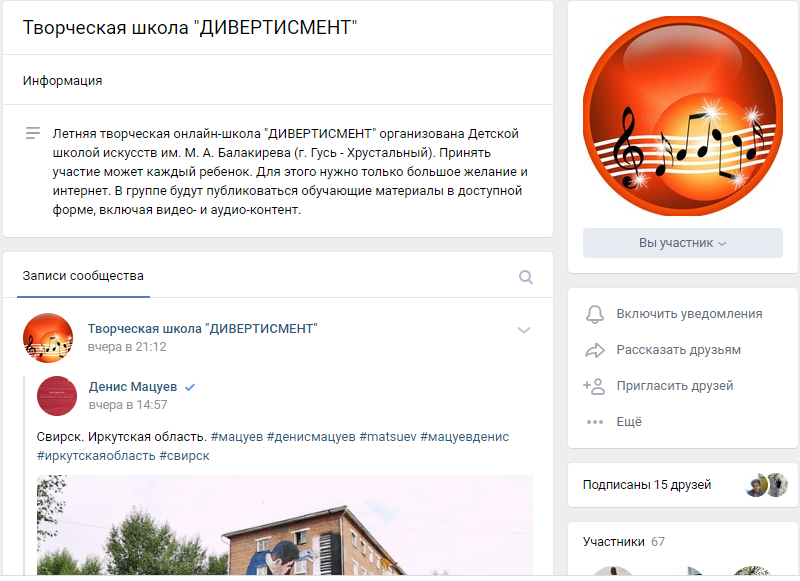 Творческая школа "ДИВЕРТИСМЕНТ"
Информация
Летняя творческая онлайн-школа "ДИВЕРТИСМЕНТ" организована Детской
школой искусств им. М. А. Балакирева (г. Гусь - Хрустальный). Принять
участие может каждый ребенок. Для этого нужно только большое желание и
интернет. В группе будут публиковаться обучающие материалы в доступной
форме, включая видео- и аудио-контент.
Записи сообщества
Творческая школа "ДИВЕРТИСМЕНТ"
вчера в 21:12
Денис Мацуев
вчера в 14:57
Свирск. Иркутская область. #мацуев #денисмацуев #matsuev #мацуевденис
#иркутскаяобласть #свирск
Вы участник
Включить уведомления
Рассказать друзьям
Пригласить друзей
Ещё
Подписаны 15 друзей
Участники 67